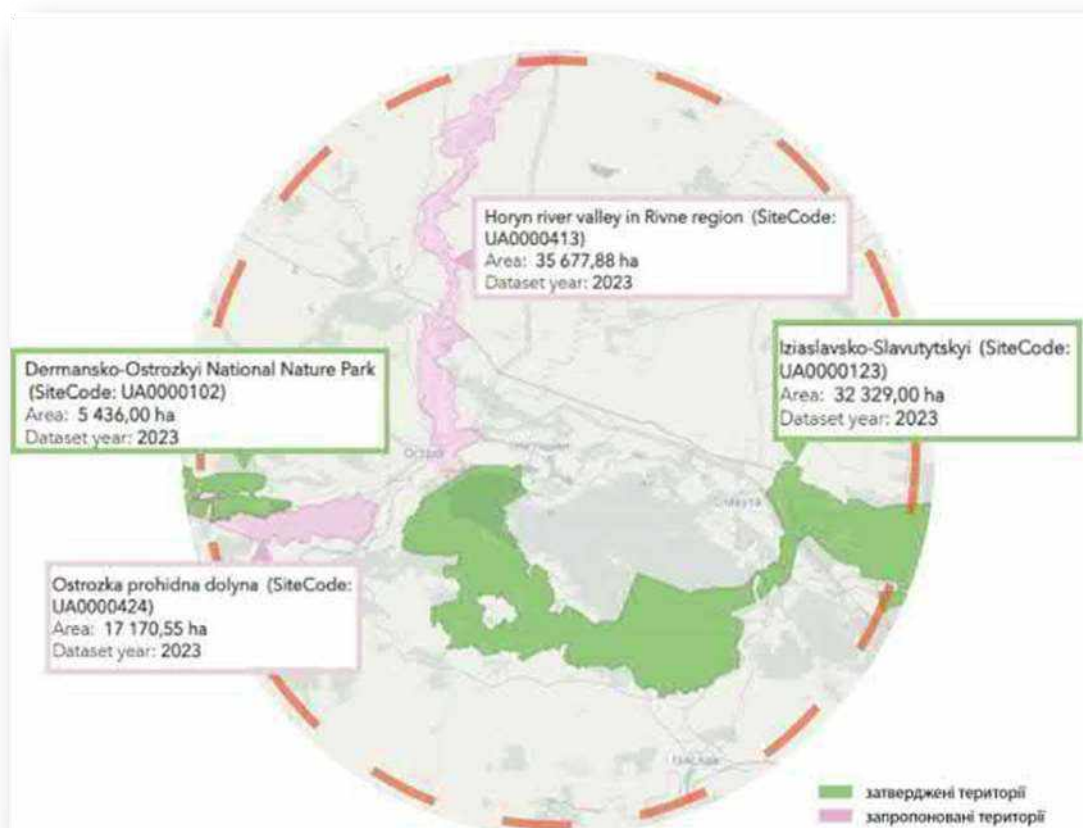 Horyn river valley in Rivne region (SiteCode:
UA0000413)
Area: 35 677,88 ha
Dataset year: 2023
Iziaslavsko-Slavutytskyi (SiteCode:
UA0000123)
Area: 32 329,00 ha
Dataset year: 2023
Dermansko-Ostrozkyi National Nature Park
(SiteCode: UA0000102)
Area: 5 436,00 ha
Dataset year: 2023
Острог
Славута
Ostrozka prohidna dolyna (SiteCode:
UA0000424)
Area: 17 170,55 ha
Dataset year: 2023
затверджені території
запропоновані території